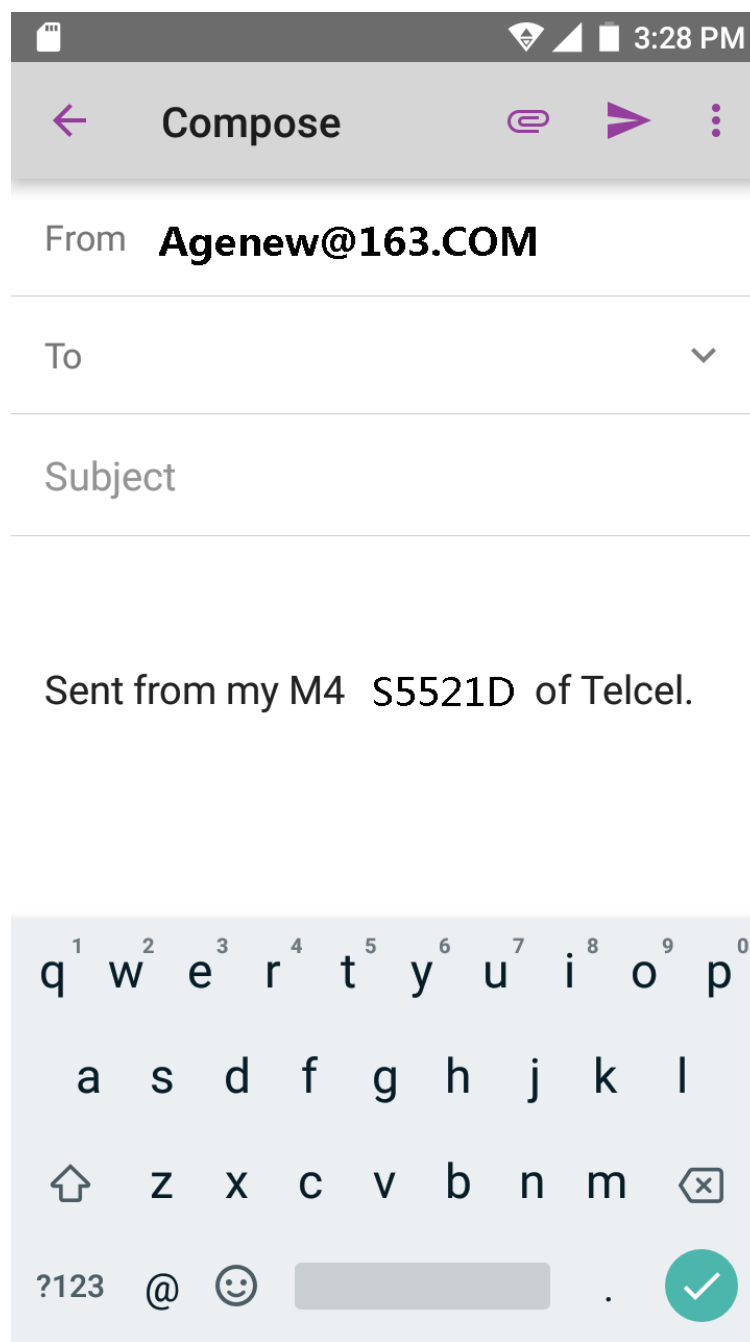 3:28 PM
Compose
From Agenew@163.COM
To
Subject
Sent from my M4 S5521D of Telcel.
1 2 3 4 5 6 7 8 9 0
q w e r t y u i o p
a s d f g h j k l
z x c v b n m
?123 @ .